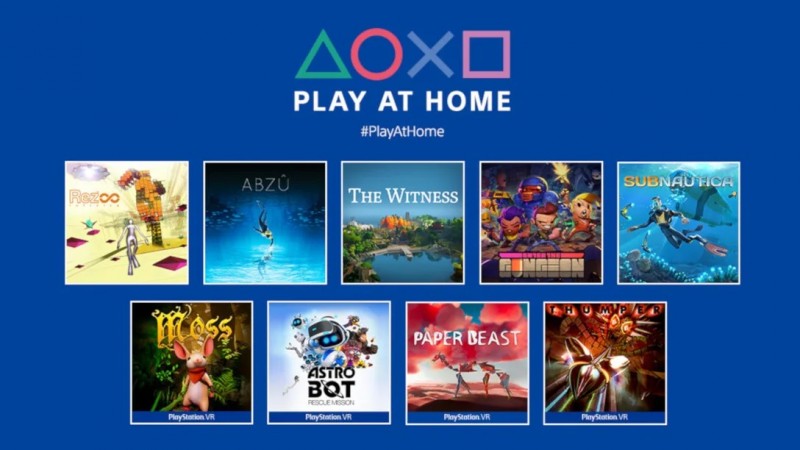 PLAY AT HOME
#PlayAtHome
Rez∞
ABZÛ
THE WITNESS
GUNGEON
SUBNAUTICA
Moss
PlayStation.VR
ASTRO
BOT
RESCUE MISSION
PlayStation.VR
PAPER BEAST
PlayStation.VR
THUMPER
PlayStation.VR